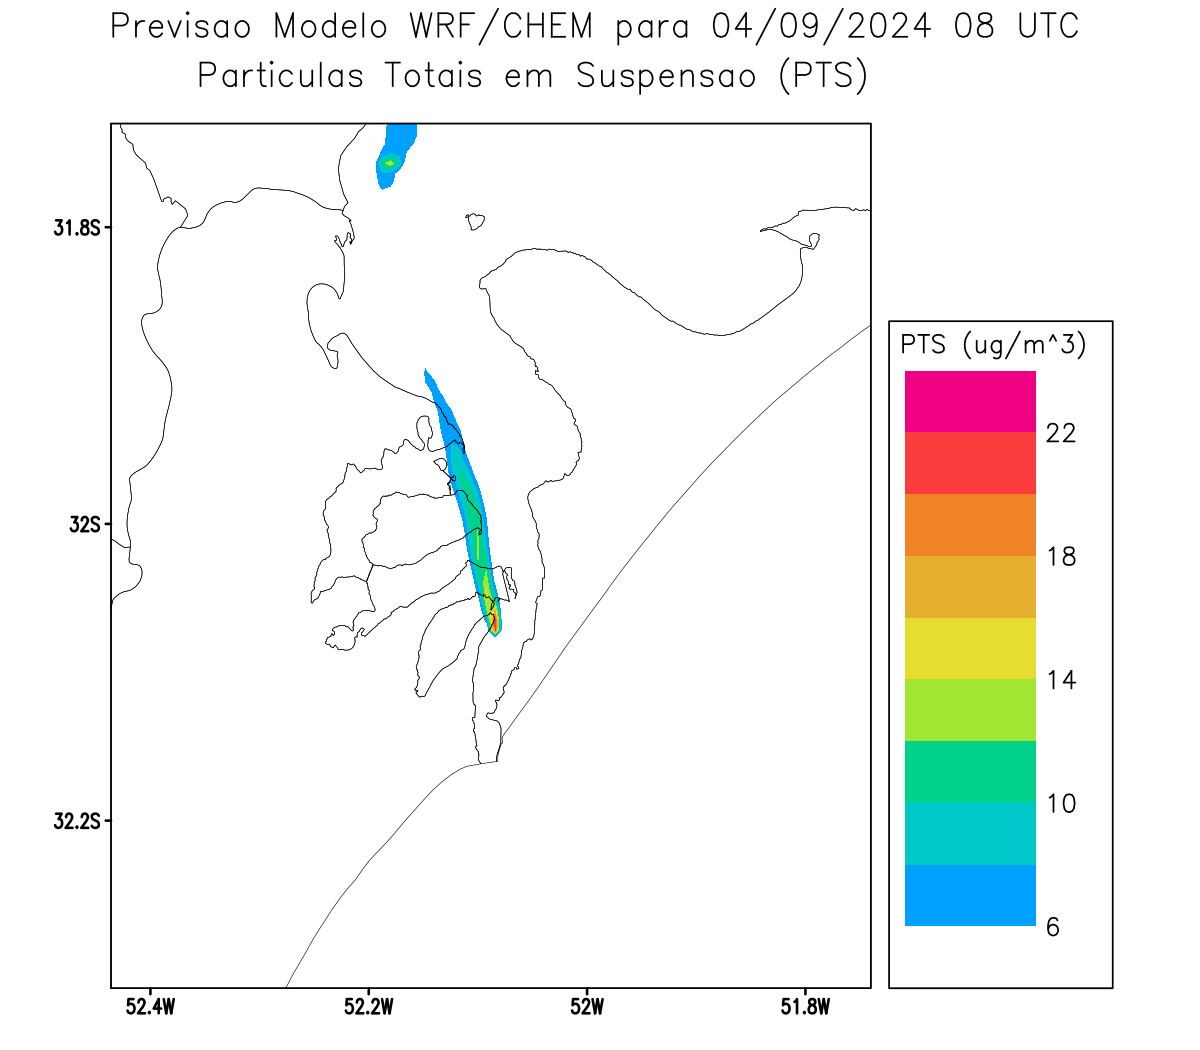 Previsao Modelo WRF/CHEM para 04/09/2024 08 UTC
Particulas Totais em Suspensao (PTS)
31.8S
32S
32.2S
52.4W
52.2W
52W
51.8W
PTS (ug/m^3)
22
18
14
10
6